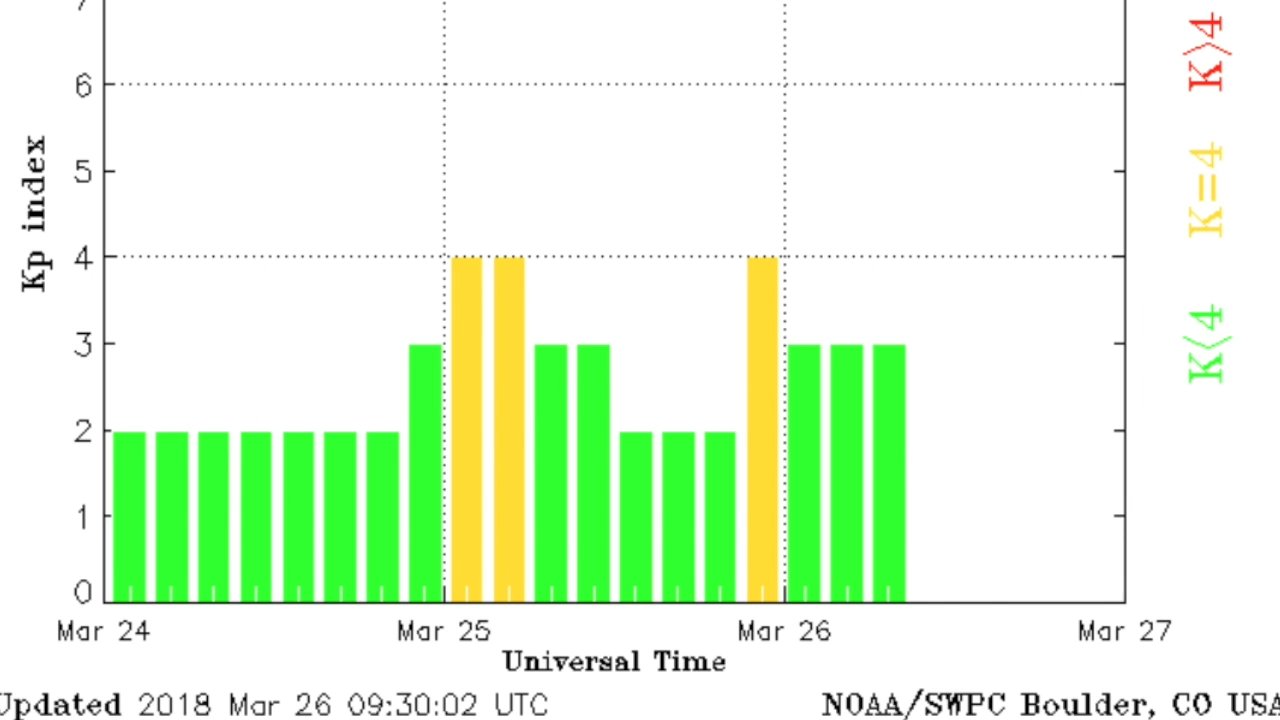 7
6
5
4
3
2
1
0
Kp index
K>4
K=4
K<4
Mar 24
Mar 25
Mar 26
Mar 27
Universal Time
Updated 2018 Mar 26 09:30:02 UTC
NOAA/SWPC Boulder, CO USA